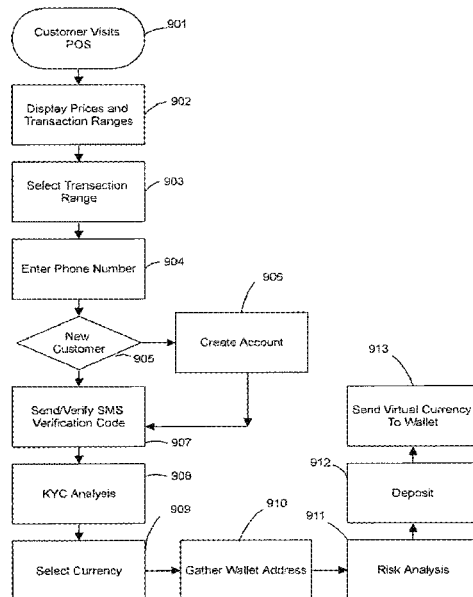 Customer Visits
POS
901
Display Prices and
Transaction Ranges
902
Select Transaction
Range
903
Enter Phone Number
904
New
Customer
905
Create Account
906
Send/Verify SMS
Verification Code
907
KYC Analysis
908
Select Currency
909
Gather Wallet Address
910
Risk Analysis
911
Deposit
912
Send Virtual Currency
To Wallet
913